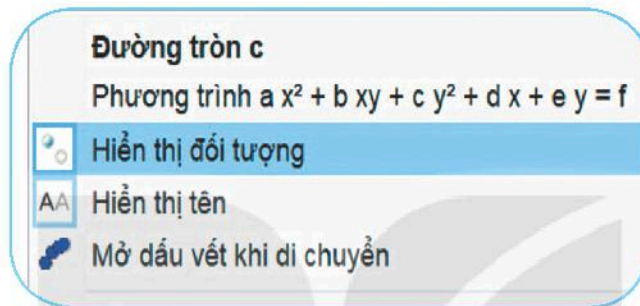 Đường tròn c
Phương trình a x² + b xy + c y² + d x + e y = f
Hiển thị đối tượng
AA Hiển thị tên
Mở dấu vết khi di chuyển